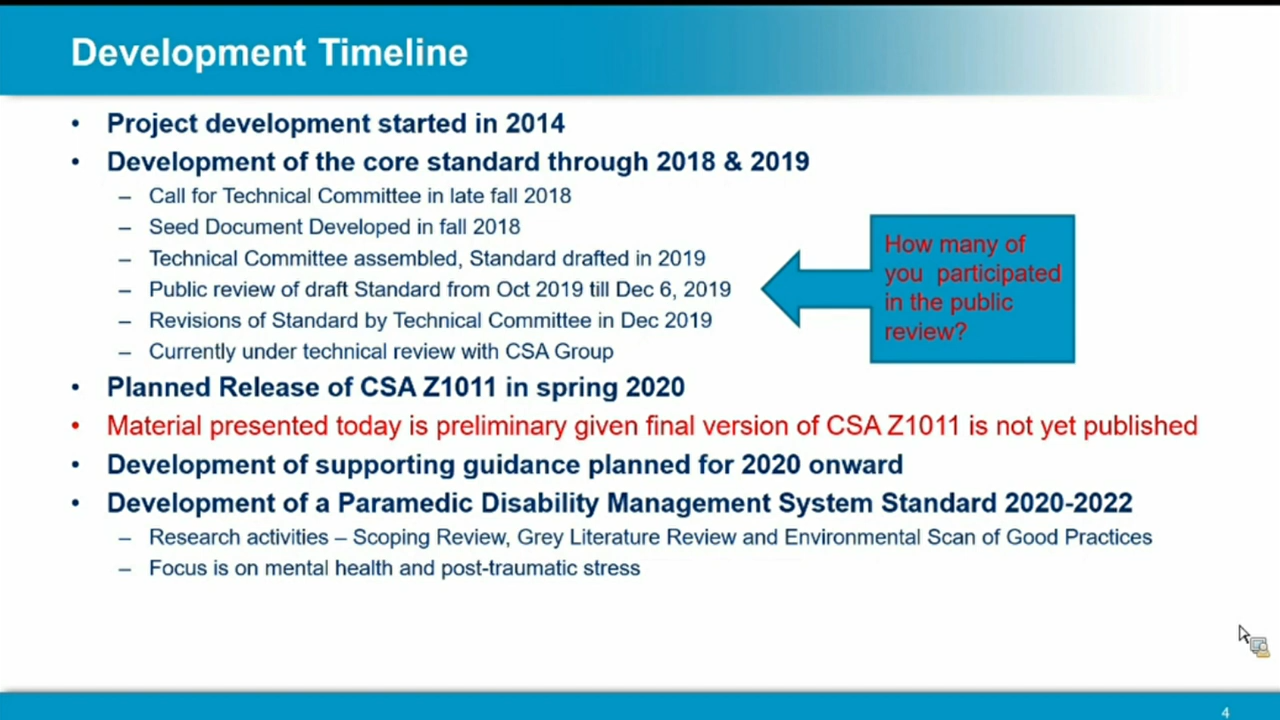 Development Timeline
• Project development started in 2014
• Development of the core standard through 2018 & 2019
– Call for Technical Committee in late fall 2018
– Seed Document Developed in fall 2018
– Technical Committee assembled, Standard drafted in 2019
– Public review of draft Standard from Oct 2019 till Dec 6, 2019
– Revisions of Standard by Technical Committee in Dec 2019
– Currently under technical review with CSA Group
How many of
you participated
in the public
review?
• Planned Release of CSA Z1011 in spring 2020
• Material presented today is preliminary given final version of CSA Z1011 is not yet published
• Development of supporting guidance planned for 2020 onward
• Development of a Paramedic Disability Management System Standard 2020-2022
– Research activities – Scoping Review, Grey Literature Review and Environmental Scan of Good Practices
– Focus is on mental health and post-traumatic stress
4